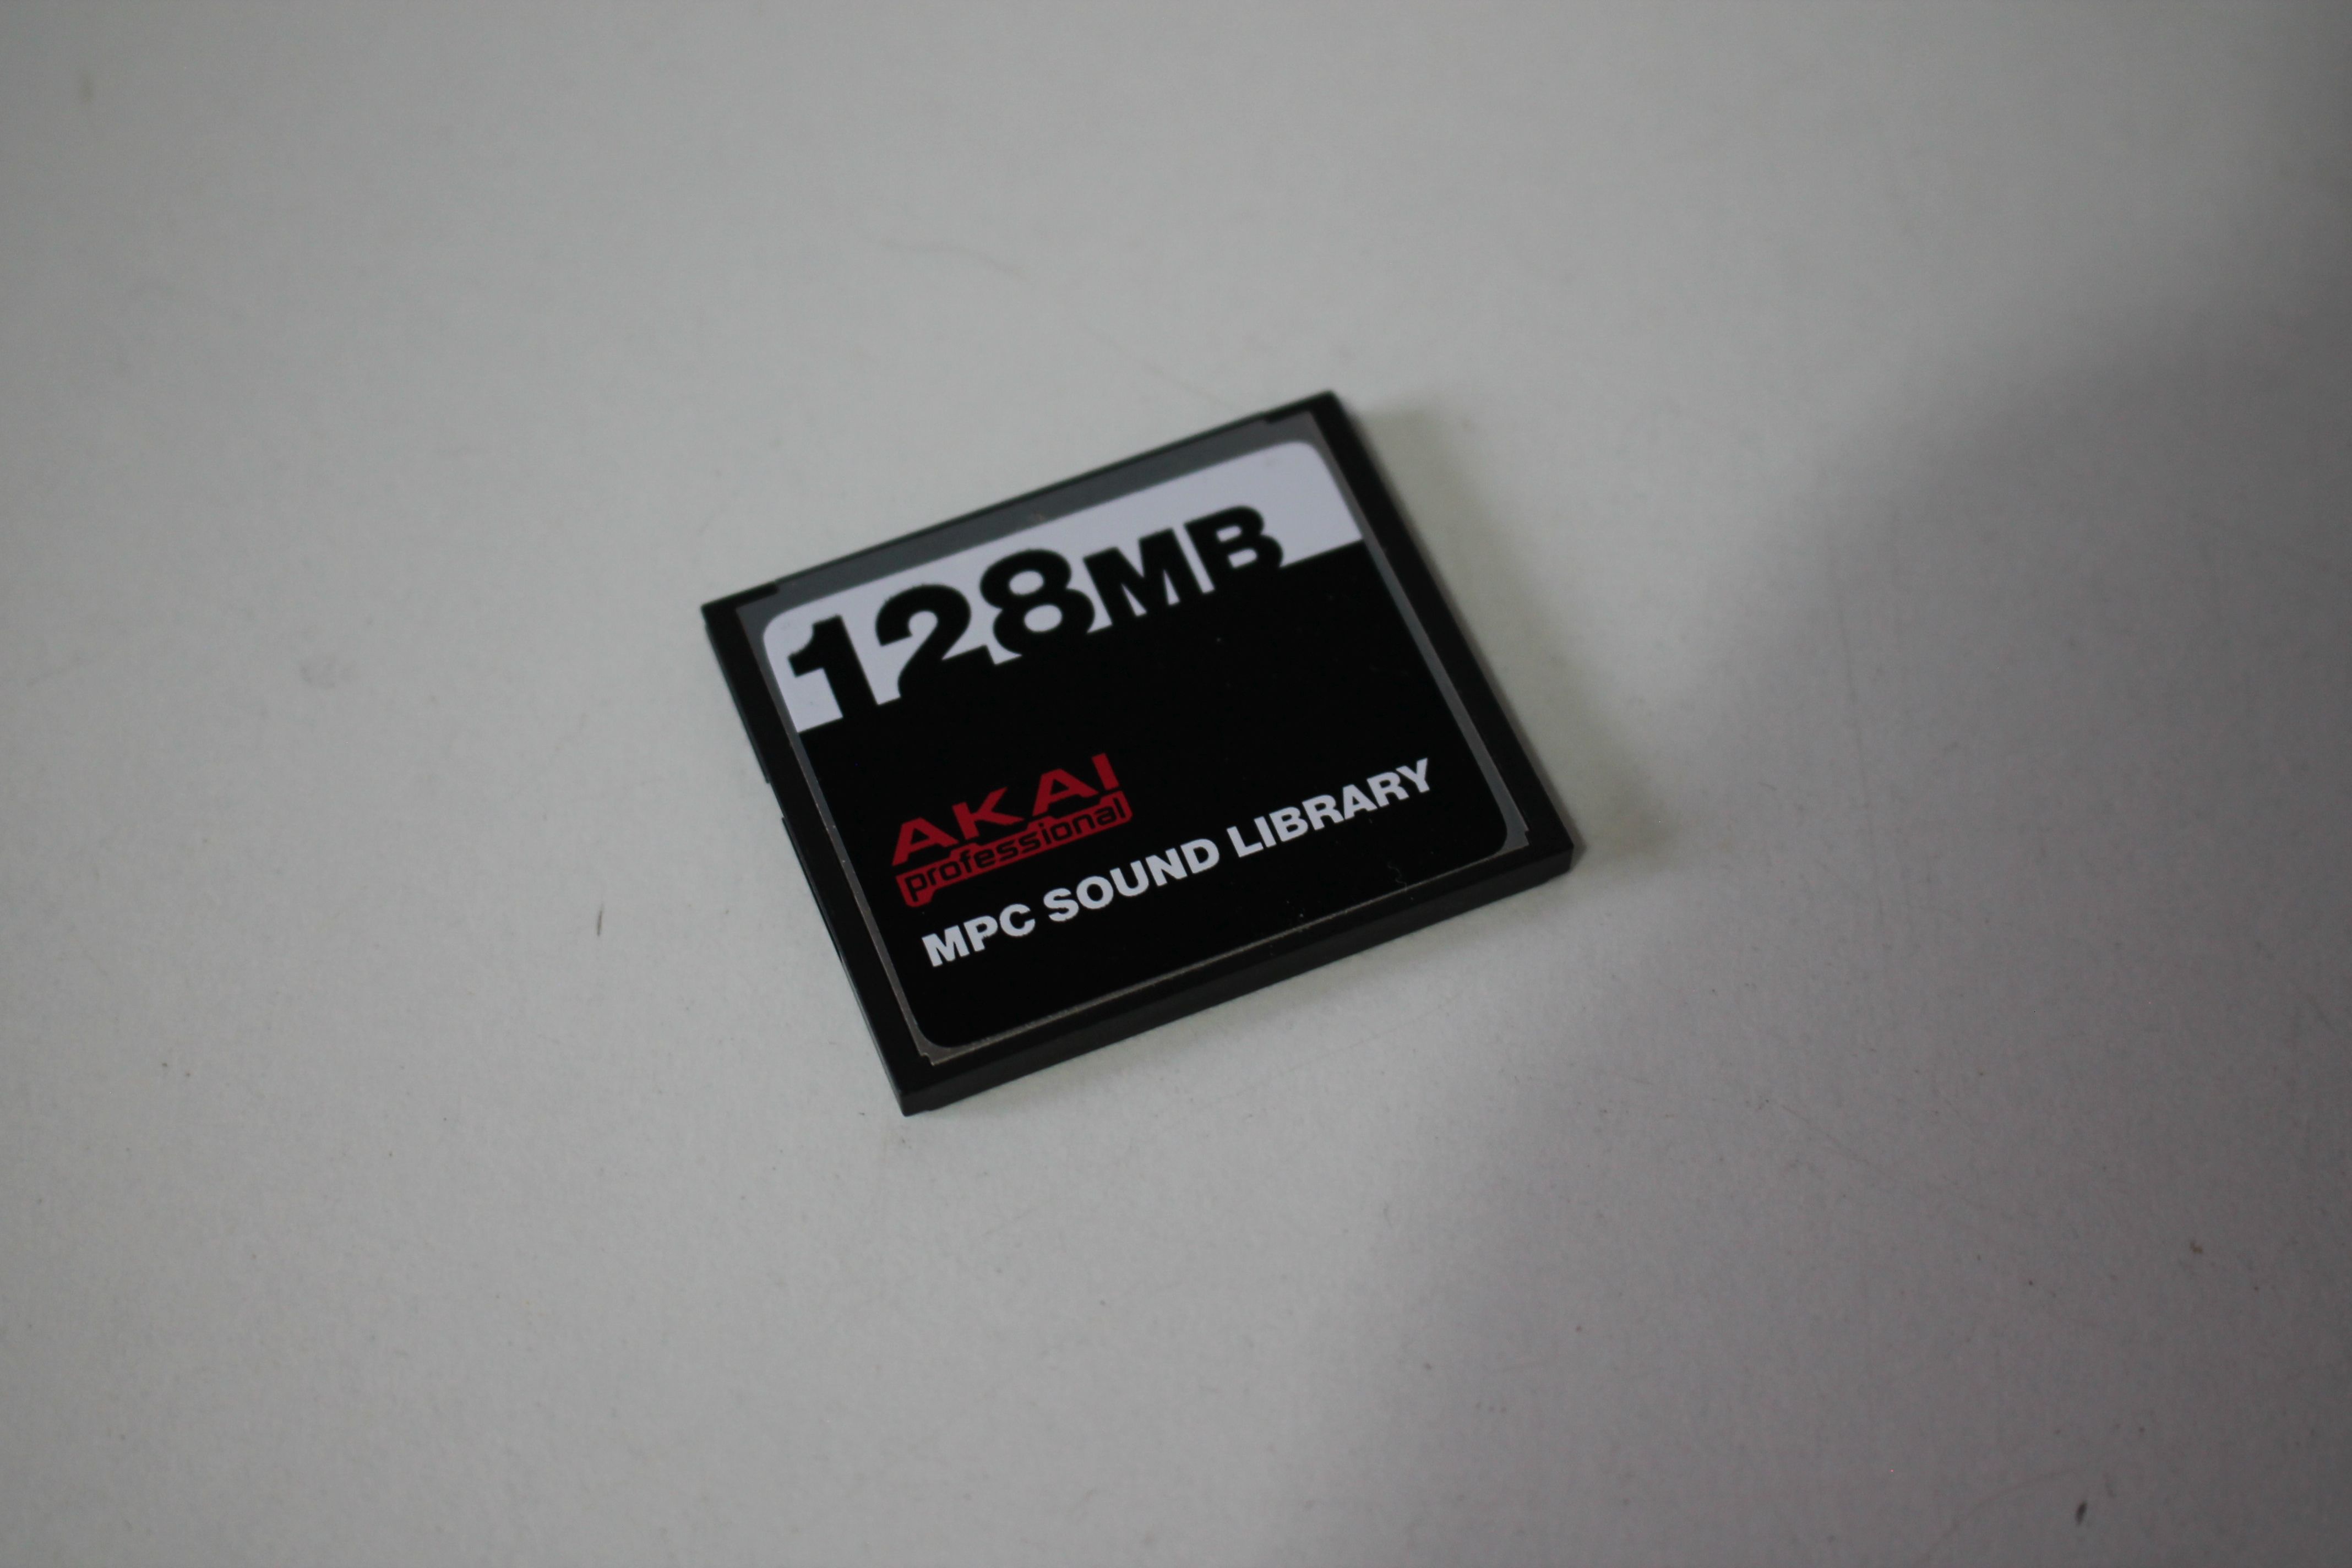 128MB
AKAI
professional
MPC SOUND LIBRARY